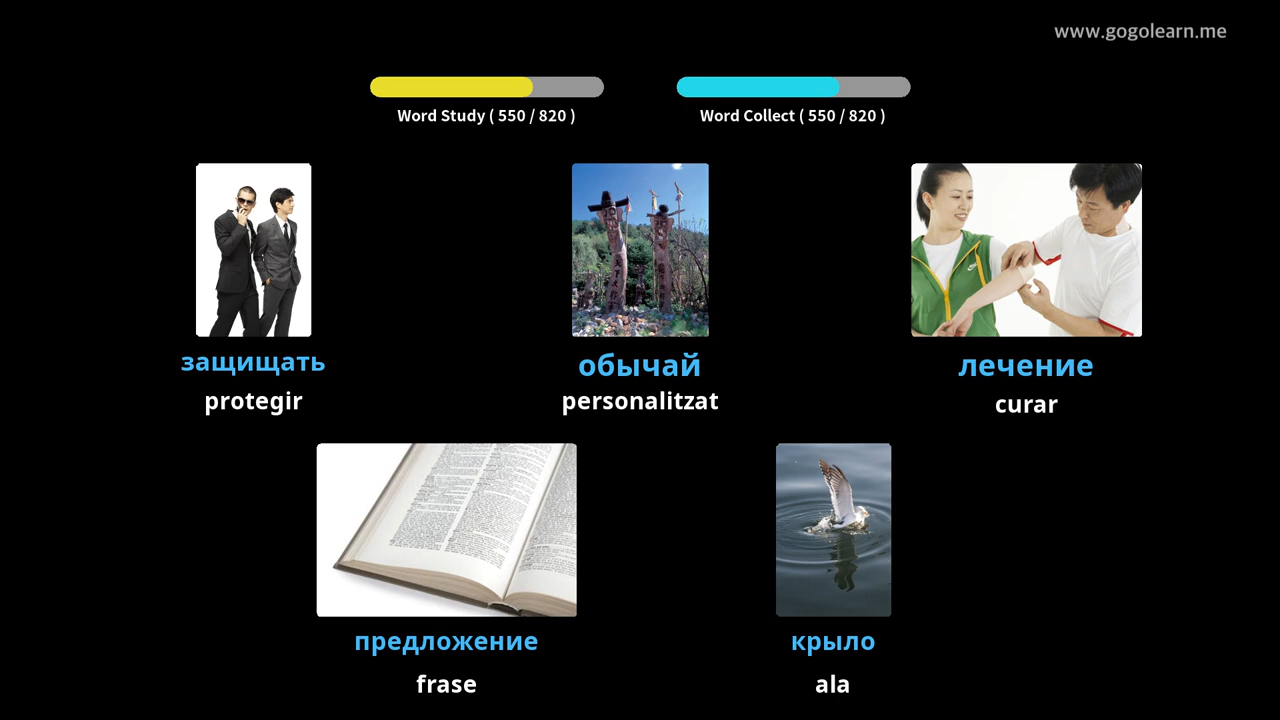 www.gogolearn.me
Word Study ( 550 / 820 )
Word Collect ( 550 / 820 )
защищать
protegir
обычай
personalitzat
лечение
curar
предложение
frase
крыло
ala